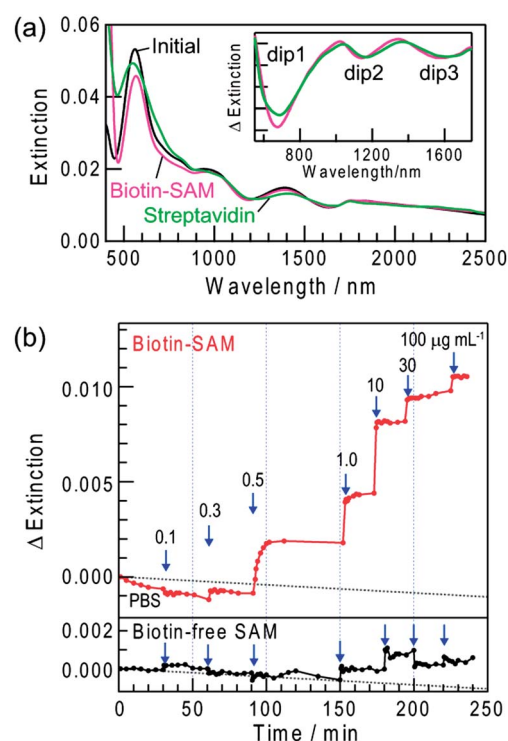 (a)
0.06
0.04
0.02
0.00
Extinction
Initial
Biotin-SAM
Streptavidin
Δ Extinction
dip1
dip2
dip3
800 1200 1600
Wavelength/nm
500 1000 1500 2000 2500
Wavelength / nm
(b)
Biotin-SAM
100 μg mL-1
30
10
1.0
0.5
0.3
0.1
0.010
0.005
0.000
Δ Extinction
PBS
Biotin-free SAM
0.002
0.000
0 50 100 150 200 250
Time / min